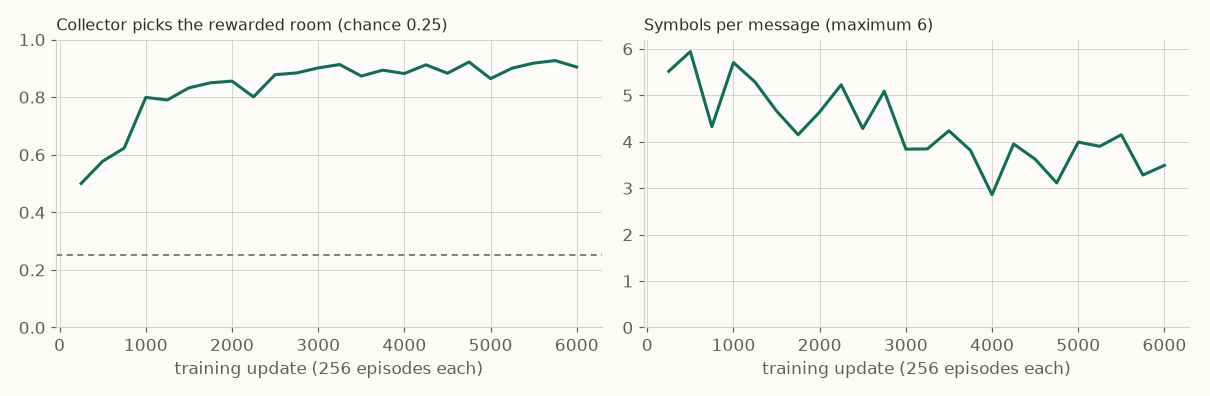 Collector picks the rewarded room (chance 0.25)
1.0
0.8
0.6
0.4
0.2
0.0
0 1000 2000 3000 4000 5000 6000
training update (256 episodes each)
Symbols per message (maximum 6)
6
5
4
3
2
1
0
0 1000 2000 3000 4000 5000 6000
training update (256 episodes each)